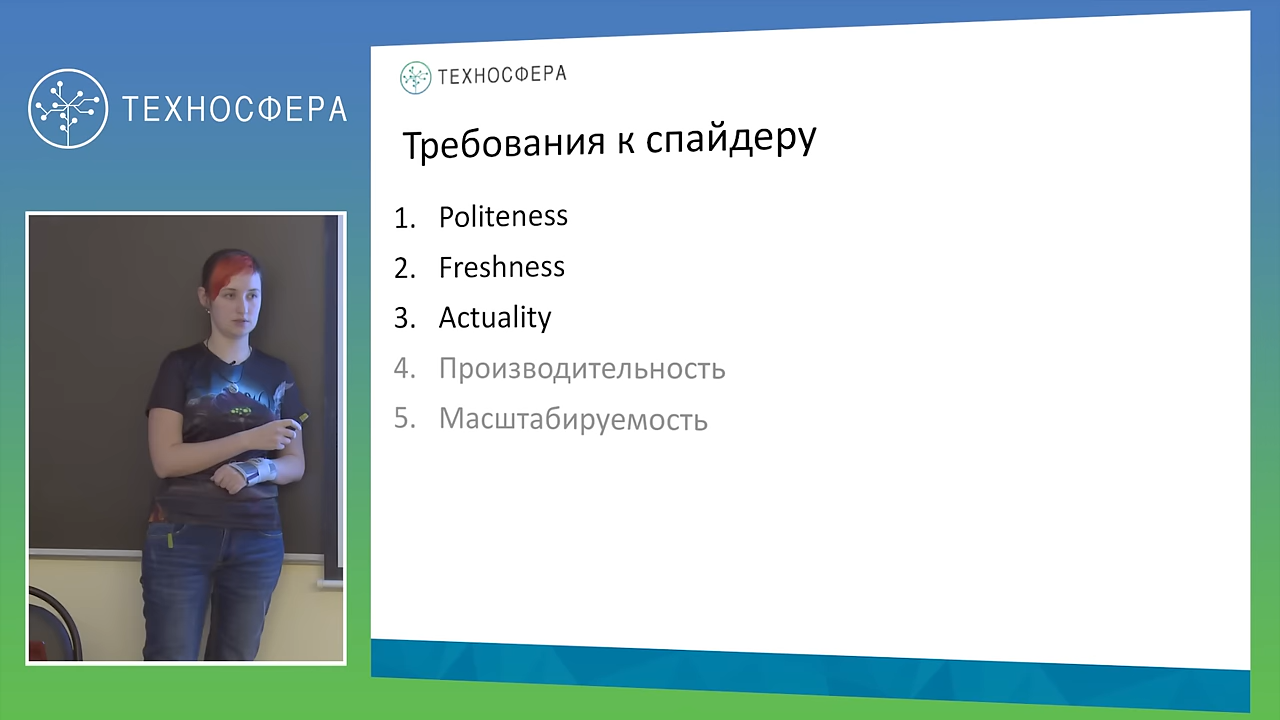 ТЕХНОСФЕРА
ТЕХНОСФЕРА
Требования к спайдеру
1. Politeness
2. Freshness
3. Actuality
4. Производительность
5. Масштабируемость